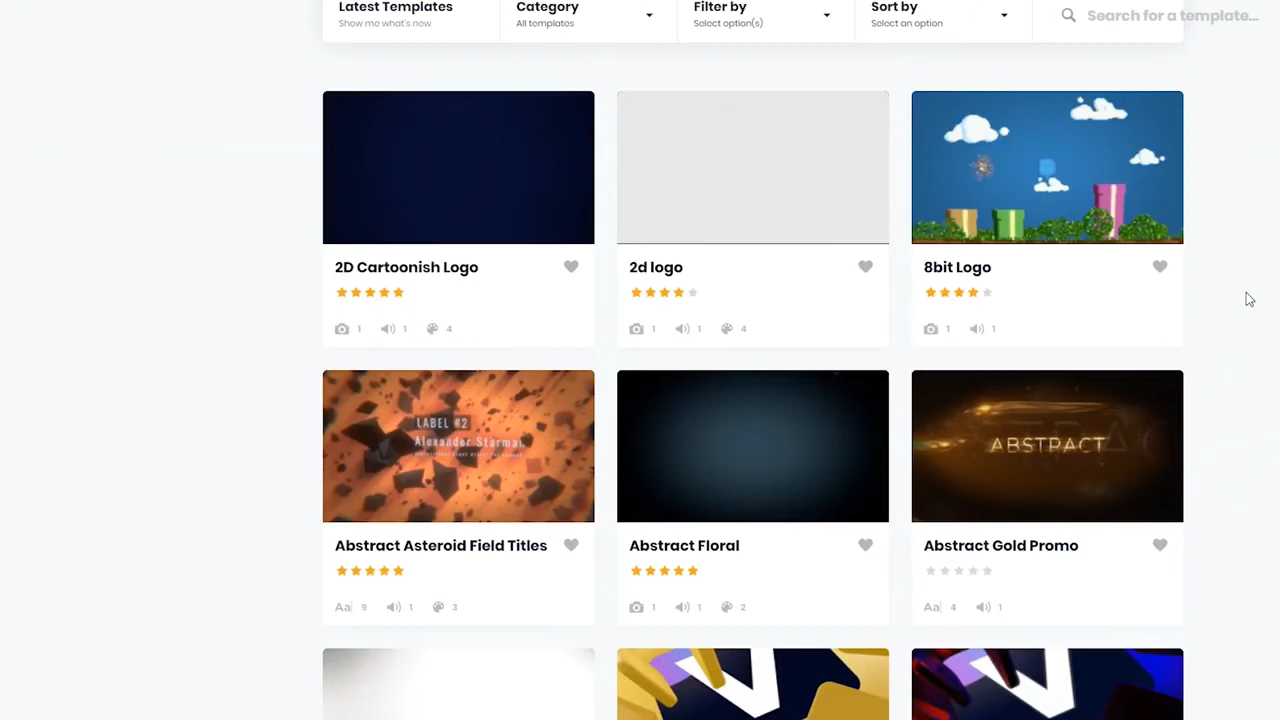 Latest Templates
Show me what's now
Category
All templates
Filter by
Select option(s)
Sort by
Select an option
Search for a template...
2D Cartoonish Logo
1 1 4
2d logo
1 1 4
8bit Logo
1 1
LABEL #2
Alexander Starman
ABSTRACT
Abstract Asteroid Field Titles
Aa 9 1 3
Abstract Floral
1 1 2
Abstract Gold Promo
Aa 4 1